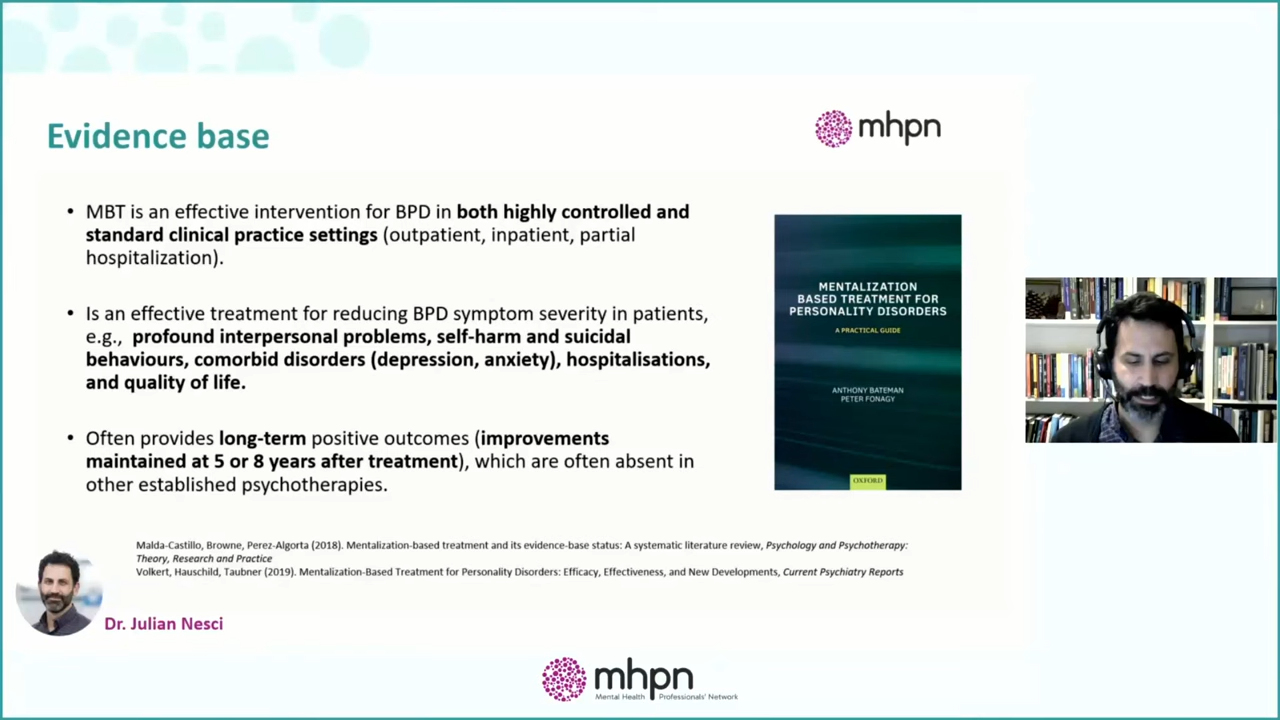 Evidence base
mhpn
• MBT is an effective intervention for BPD in both highly controlled and
standard clinical practice settings (outpatient, inpatient, partial
hospitalization).
• Is an effective treatment for reducing BPD symptom severity in patients,
e.g., profound interpersonal problems, self-harm and suicidal
behaviours, comorbid disorders (depression, anxiety), hospitalisations,
and quality of life.
• Often provides long-term positive outcomes (improvements
maintained at 5 or 8 years after treatment), which are often absent in
other established psychotherapies.
MENTALIZATION
BASED TREATMENT FOR
PERSONALITY DISORDERS
A PRACTICAL GUIDE
ANTHONY BATEMAN
PETER FONAGY
OXFORD
Malda-Castillo, Browne, Perez-Algorta (2018). Mentalization-based treatment and its evidence-base status: A systematic literature review, Psychology and Psychotherapy:
Theory, Research and Practice
Volkert, Hauschild, Taubner (2019). Mentalization-Based Treatment for Personality Disorders: Efficacy, Effectiveness, and New Developments, Current Psychiatry Reports
Dr. Julian Nesci
mhpn
Mental Health Professionals' Network